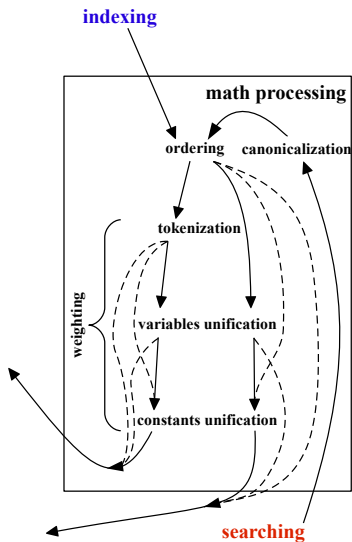 indexing
math processing
ordering
canonicalization
tokenization
weighting
variables unification
constants unification
searching